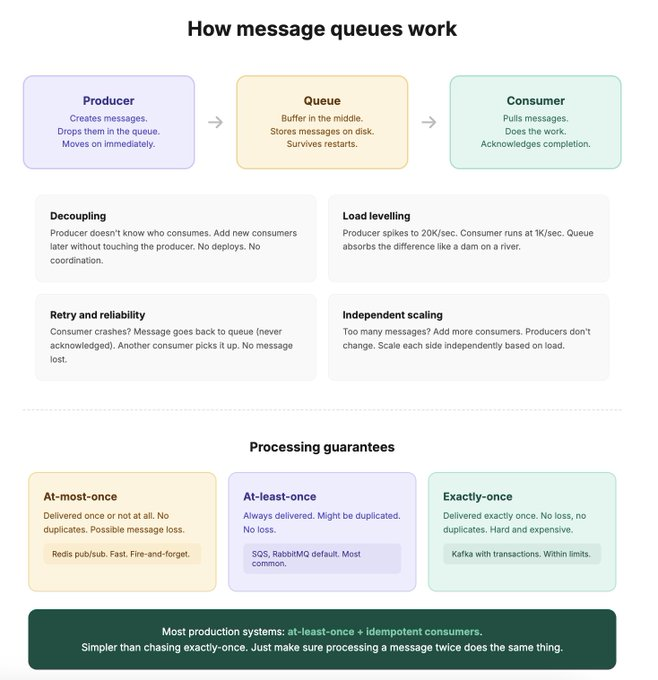 How message queues work
Producer
Creates messages.
Drops them in the queue.
Moves on immediately.
Queue
Buffer in the middle.
Stores messages on disk.
Survives restarts.
Consumer
Pulls messages.
Does the work.
Acknowledges completion.
Decoupling
Producer doesn't know who consumes. Add new consumers
later without touching the producer. No deploys. No
coordination.
Load levelling
Producer spikes to 20K/sec. Consumer runs at 1K/sec. Queue
absorbs the difference like a dam on a river.
Retry and reliability
Consumer crashes? Message goes back to queue (never
acknowledged). Another consumer picks it up. No message
lost.
Independent scaling
Too many messages? Add more consumers. Producers don't
change. Scale each side independently based on load.
Processing guarantees
At-most-once
Delivered once or not at all. No
duplicates. Possible message loss.
Redis pub/sub. Fast. Fire-and-forget.
At-least-once
Always delivered. Might be duplicated.
No loss.
SQS, RabbitMQ default. Most
common.
Exactly-once
Delivered exactly once. No loss, no
duplicates. Hard and expensive.
Kafka with transactions. Within limits.
Most production systems: at-least-once + idempotent consumers.
Simpler than chasing exactly-once. Just make sure processing a message twice does the same thing.